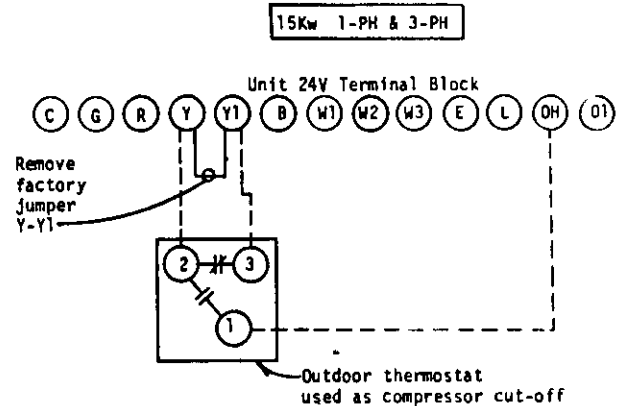 15Kw 1-PH & 3-PH
Unit 24V Terminal Block
C G R Y Y1 B W1 W2 W3 E L OH O1
Remove
factory
jumper
Y-Y1
2 3
1
Outdoor thermostat
used as compressor cut-off